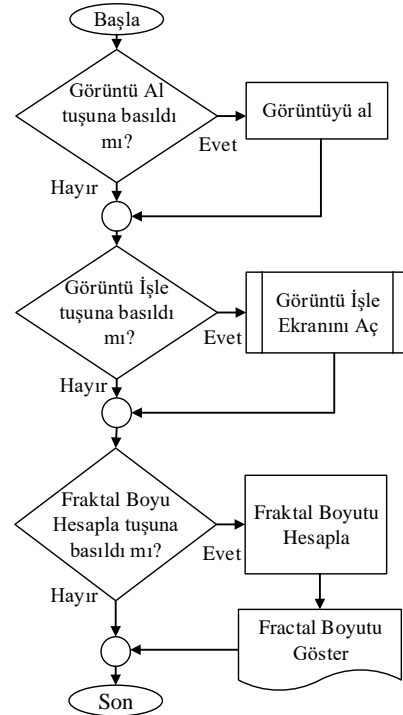 Başla
Görüntü Al
tuşuna basıldı
mı?
Evet
Görüntüyü al
Hayır
Görüntü İşle
tuşuna basıldı
mı?
Evet
Görüntü İşle
Ekranını Aç
Hayır
Fraktal Boyu
Hesapla tuşuna
basıldı mı?
Evet
Fraktal Boyutu
Hesapla
Hayır
Fractal Boyutu
Göster
Son